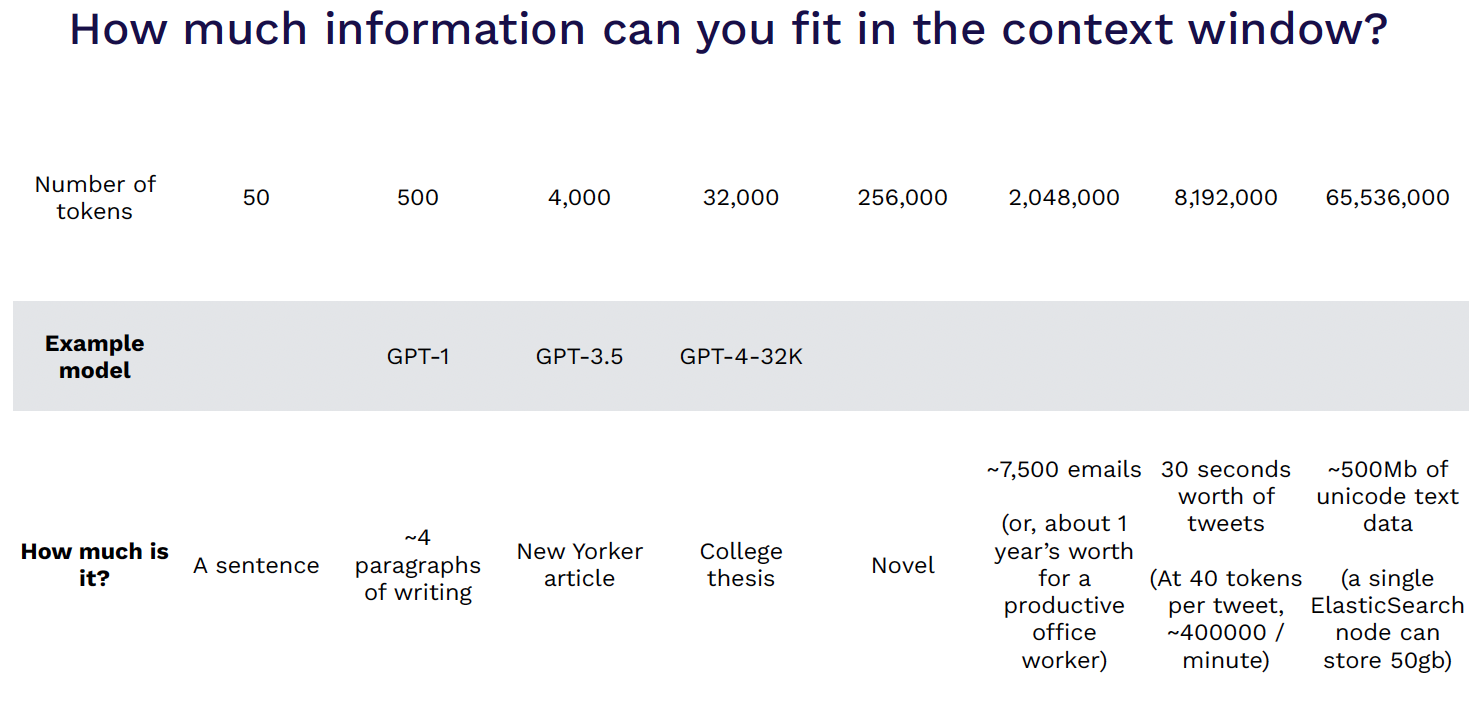 How much information can you fit in the context window?
Number of
tokens
50
500
4,000
32,000
256,000
2,048,000
8,192,000
65,536,000
Example
model
GPT-1
GPT-3.5
GPT-4-32K
How much is
it?
A sentence
~4
paragraphs
of writing
New Yorker
article
College
thesis
Novel
~7,500 emails
(or, about 1
year’s worth
for a
productive
office
worker)
30 seconds
worth of
tweets
(At 40 tokens
per tweet,
~400000 /
minute)
~500Mb of
unicode text
data
(a single
ElasticSearch
node can
store 50gb)